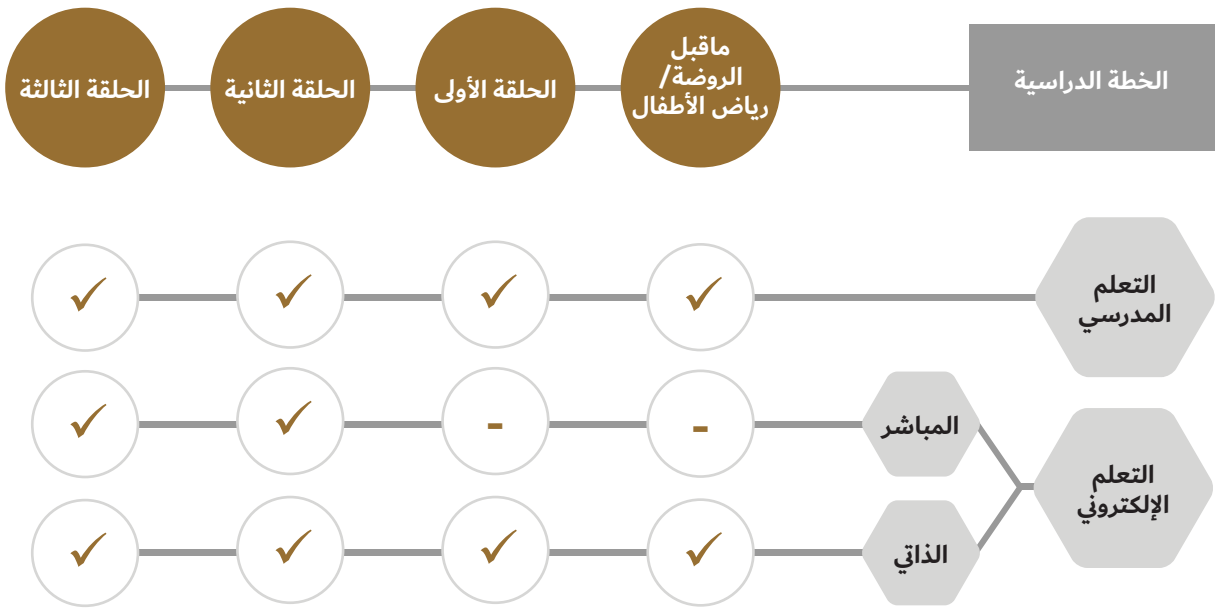 الخطة الدراسية
ماقبل
الروضة/
رياض الأطفال
الحلقة الأولى
الحلقة الثانية
الحلقة الثالثة
التعلم
المدرسي
✓ ✓ ✓ ✓
التعلم
الإلكتروني
المباشر
- - ✓ ✓
الذاتي
✓ ✓ ✓ ✓